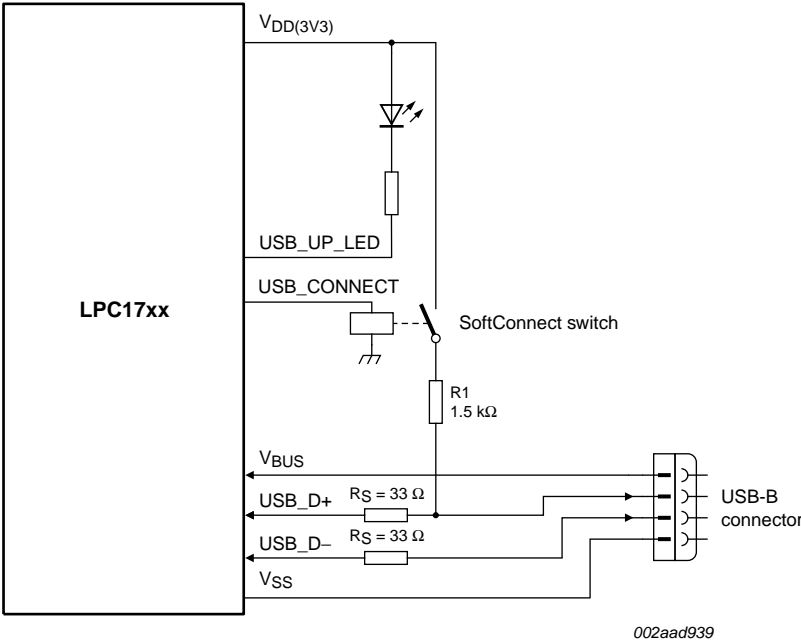 VDD(3V3)
USB_UP_LED
USB_CONNECT
LPC17xx
SoftConnect switch
R1
1.5 kΩ
VBUS
USB_D+
RS = 33 Ω
USB-B
connector
USB_D−
RS = 33 Ω
VSS
002aad939